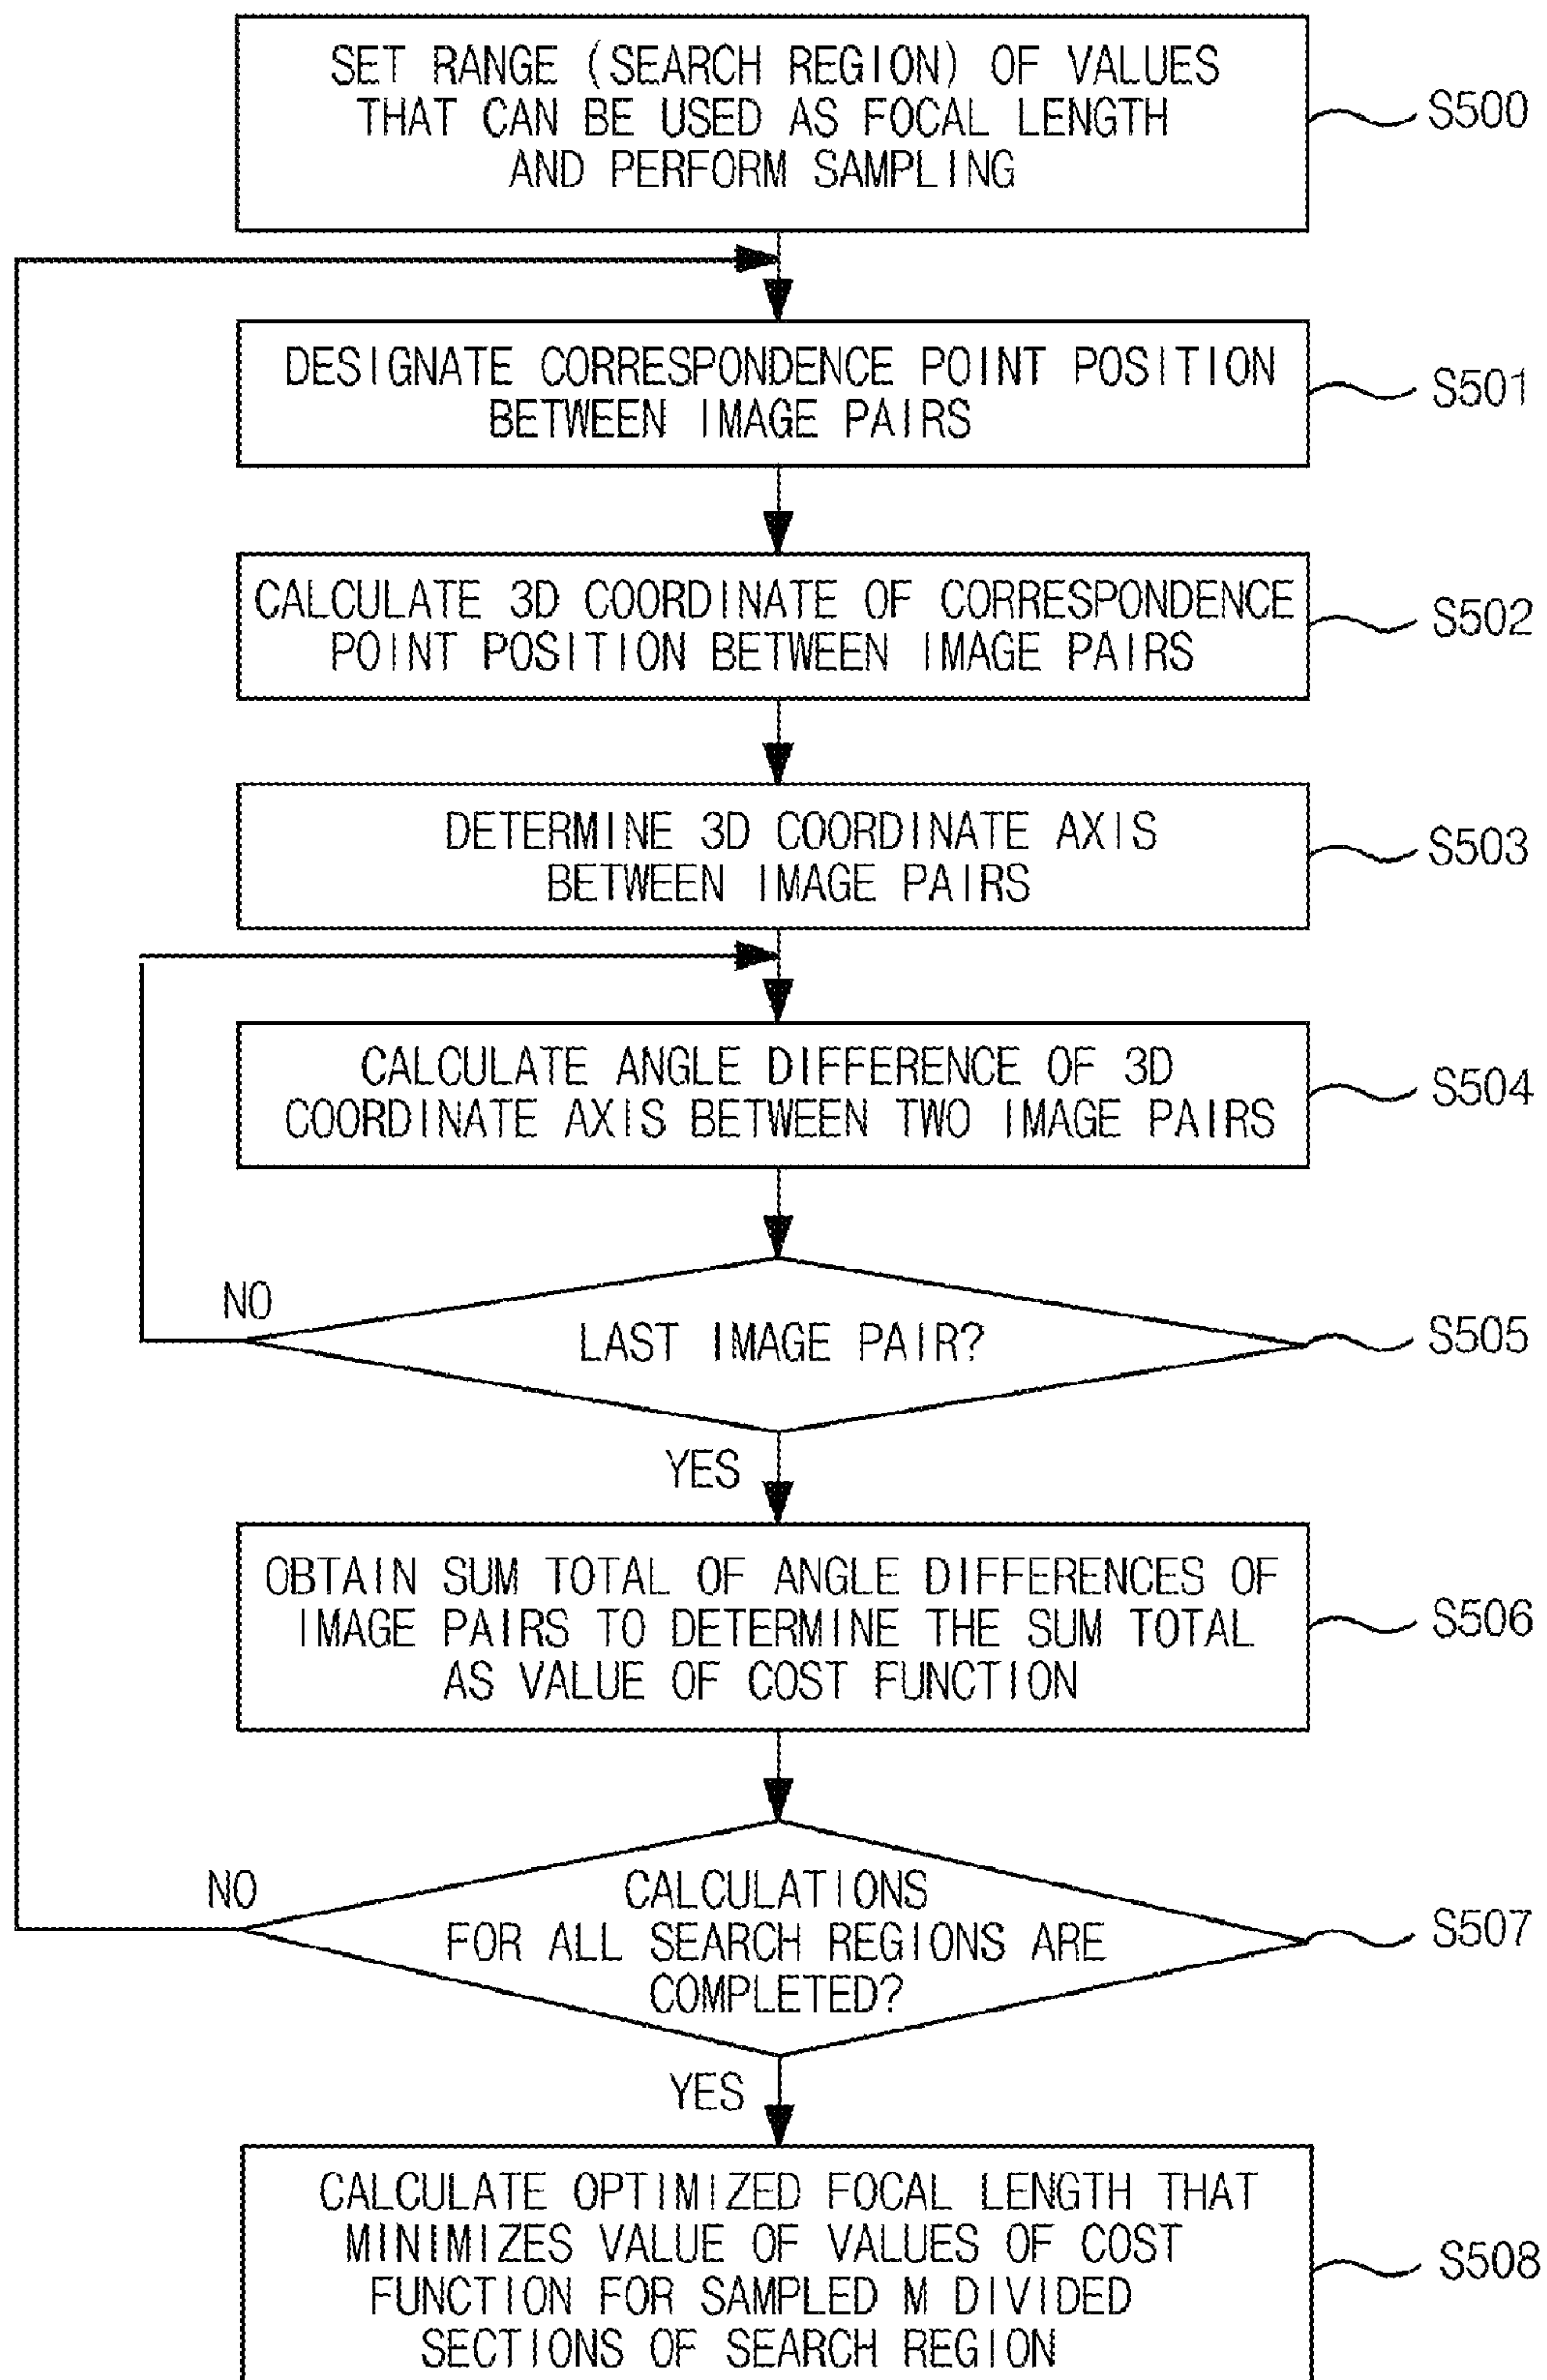 SET RANGE (SEARCH REGION) OF VALUES
THAT CAN BE USED AS FOCAL LENGTH
AND PERFORM SAMPLING
S500
DESIGNATE CORRESPONDENCE POINT POSITION
BETWEEN IMAGE PAIRS
S501
CALCULATE 3D COORDINATE OF CORRESPONDENCE
POINT POSITION BETWEEN IMAGE PAIRS
S502
DETERMINE 3D COORDINATE AXIS
BETWEEN IMAGE PAIRS
S503
CALCULATE ANGLE DIFFERENCE OF 3D
COORDINATE AXIS BETWEEN TWO IMAGE PAIRS
S504
NO
LAST IMAGE PAIR?
S505
YES
OBTAIN SUM TOTAL OF ANGLE DIFFERENCES OF
IMAGE PAIRS TO DETERMINE THE SUM TOTAL
AS VALUE OF COST FUNCTION
S506
NO
CALCULATIONS
FOR ALL SEARCH REGIONS ARE
COMPLETED?
S507
YES
CALCULATE OPTIMIZED FOCAL LENGTH THAT
MINIMIZES VALUE OF VALUES OF COST
FUNCTION FOR SAMPLED M DIVIDED
SECTIONS OF SEARCH REGION
S508